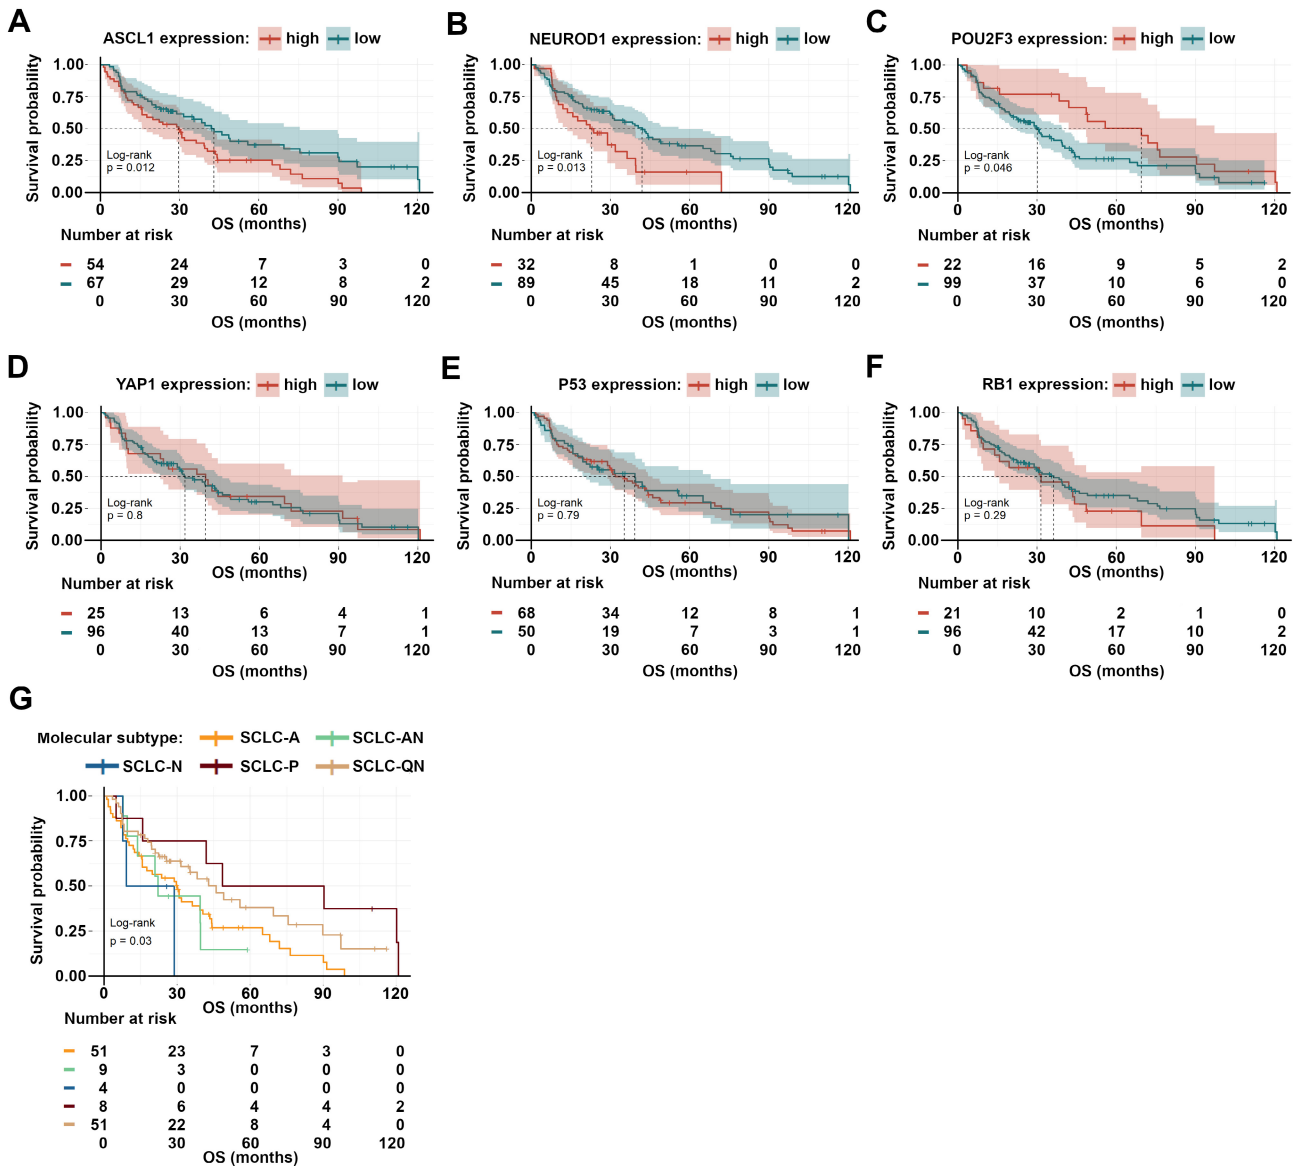 A
ASCL1 expression: high low
Survival probability
1.00
0.75
0.50
0.25
0.00
Log-rank
p = 0.012
0 30 60 90 120
OS (months)
Number at risk
54 24 7 3 0
67 29 12 8 2
0 30 60 90 120
OS (months)
B
NEUROD1 expression: high low
Survival probability
1.00
0.75
0.50
0.25
0.00
Log-rank
p = 0.013
0 30 60 90 120
OS (months)
Number at risk
32 8 1 0 0
89 45 18 11 2
0 30 60 90 120
OS (months)
C
POU2F3 expression: high low
Survival probability
1.00
0.75
0.50
0.25
0.00
Log-rank
p = 0.046
0 30 60 90 120
OS (months)
Number at risk
22 16 9 5 2
99 37 10 6 0
0 30 60 90 120
OS (months)
D
YAP1 expression: high low
Survival probability
1.00
0.75
0.50
0.25
0.00
Log-rank
p = 0.8
0 30 60 90 120
OS (months)
Number at risk
25 13 6 4 1
96 40 13 7 1
0 30 60 90 120
OS (months)
E
P53 expression: high low
Survival probability
1.00
0.75
0.50
0.25
0.00
Log-rank
p = 0.79
0 30 60 90 120
OS (months)
Number at risk
68 34 12 8 1
50 19 7 3 1
0 30 60 90 120
OS (months)
F
RB1 expression: high low
Survival probability
1.00
0.75
0.50
0.25
0.00
Log-rank
p = 0.29
0 30 60 90 120
OS (months)
Number at risk
21 10 2 1 0
96 42 17 10 2
0 30 60 90 120
OS (months)
G
Molecular subtype: SCLC-A SCLC-AN
SCLC-N SCLC-P SCLC-QN
Survival probability
1.00
0.75
0.50
0.25
0.00
Log-rank
p = 0.03
0 30 60 90 120
OS (months)
Number at risk
51 23 7 3 0
9 3 0 0 0
4 0 0 0 0
8 6 4 4 2
51 22 8 4 0
0 30 60 90 120
OS (months)